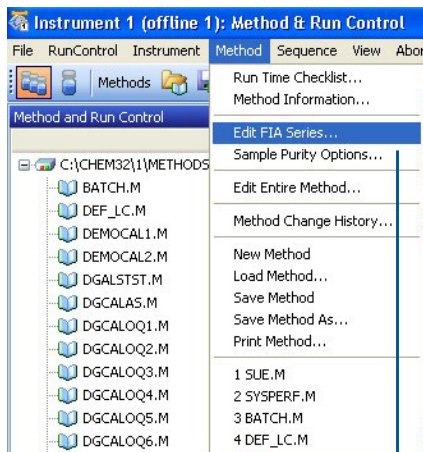 Instrument 1 (offline 1): Method & Run Control
File RunControl Instrument Method Sequence View Abor
Methods
Method and Run Control
C:\CHEM32\1\METHODS
BATCH.M
DEF_LC.M
DEMOCAL1.M
DEMOCAL2.M
DGALSTST.M
DGCALAS.M
DGCALOQ1.M
DGCALOQ2.M
DGCALOQ3.M
DGCALOQ4.M
DGCALOQ5.M
DGCALOQ6.M
Run Time Checklist...
Method Information...
Edit FIA Series...
Sample Purity Options...
Edit Entire Method...
Method Change History...
New Method
Load Method...
Save Method
Save Method As...
Print Method...
1 SUE.M
2 SYSPERF.M
3 BATCH.M
4 DEF_LC.M